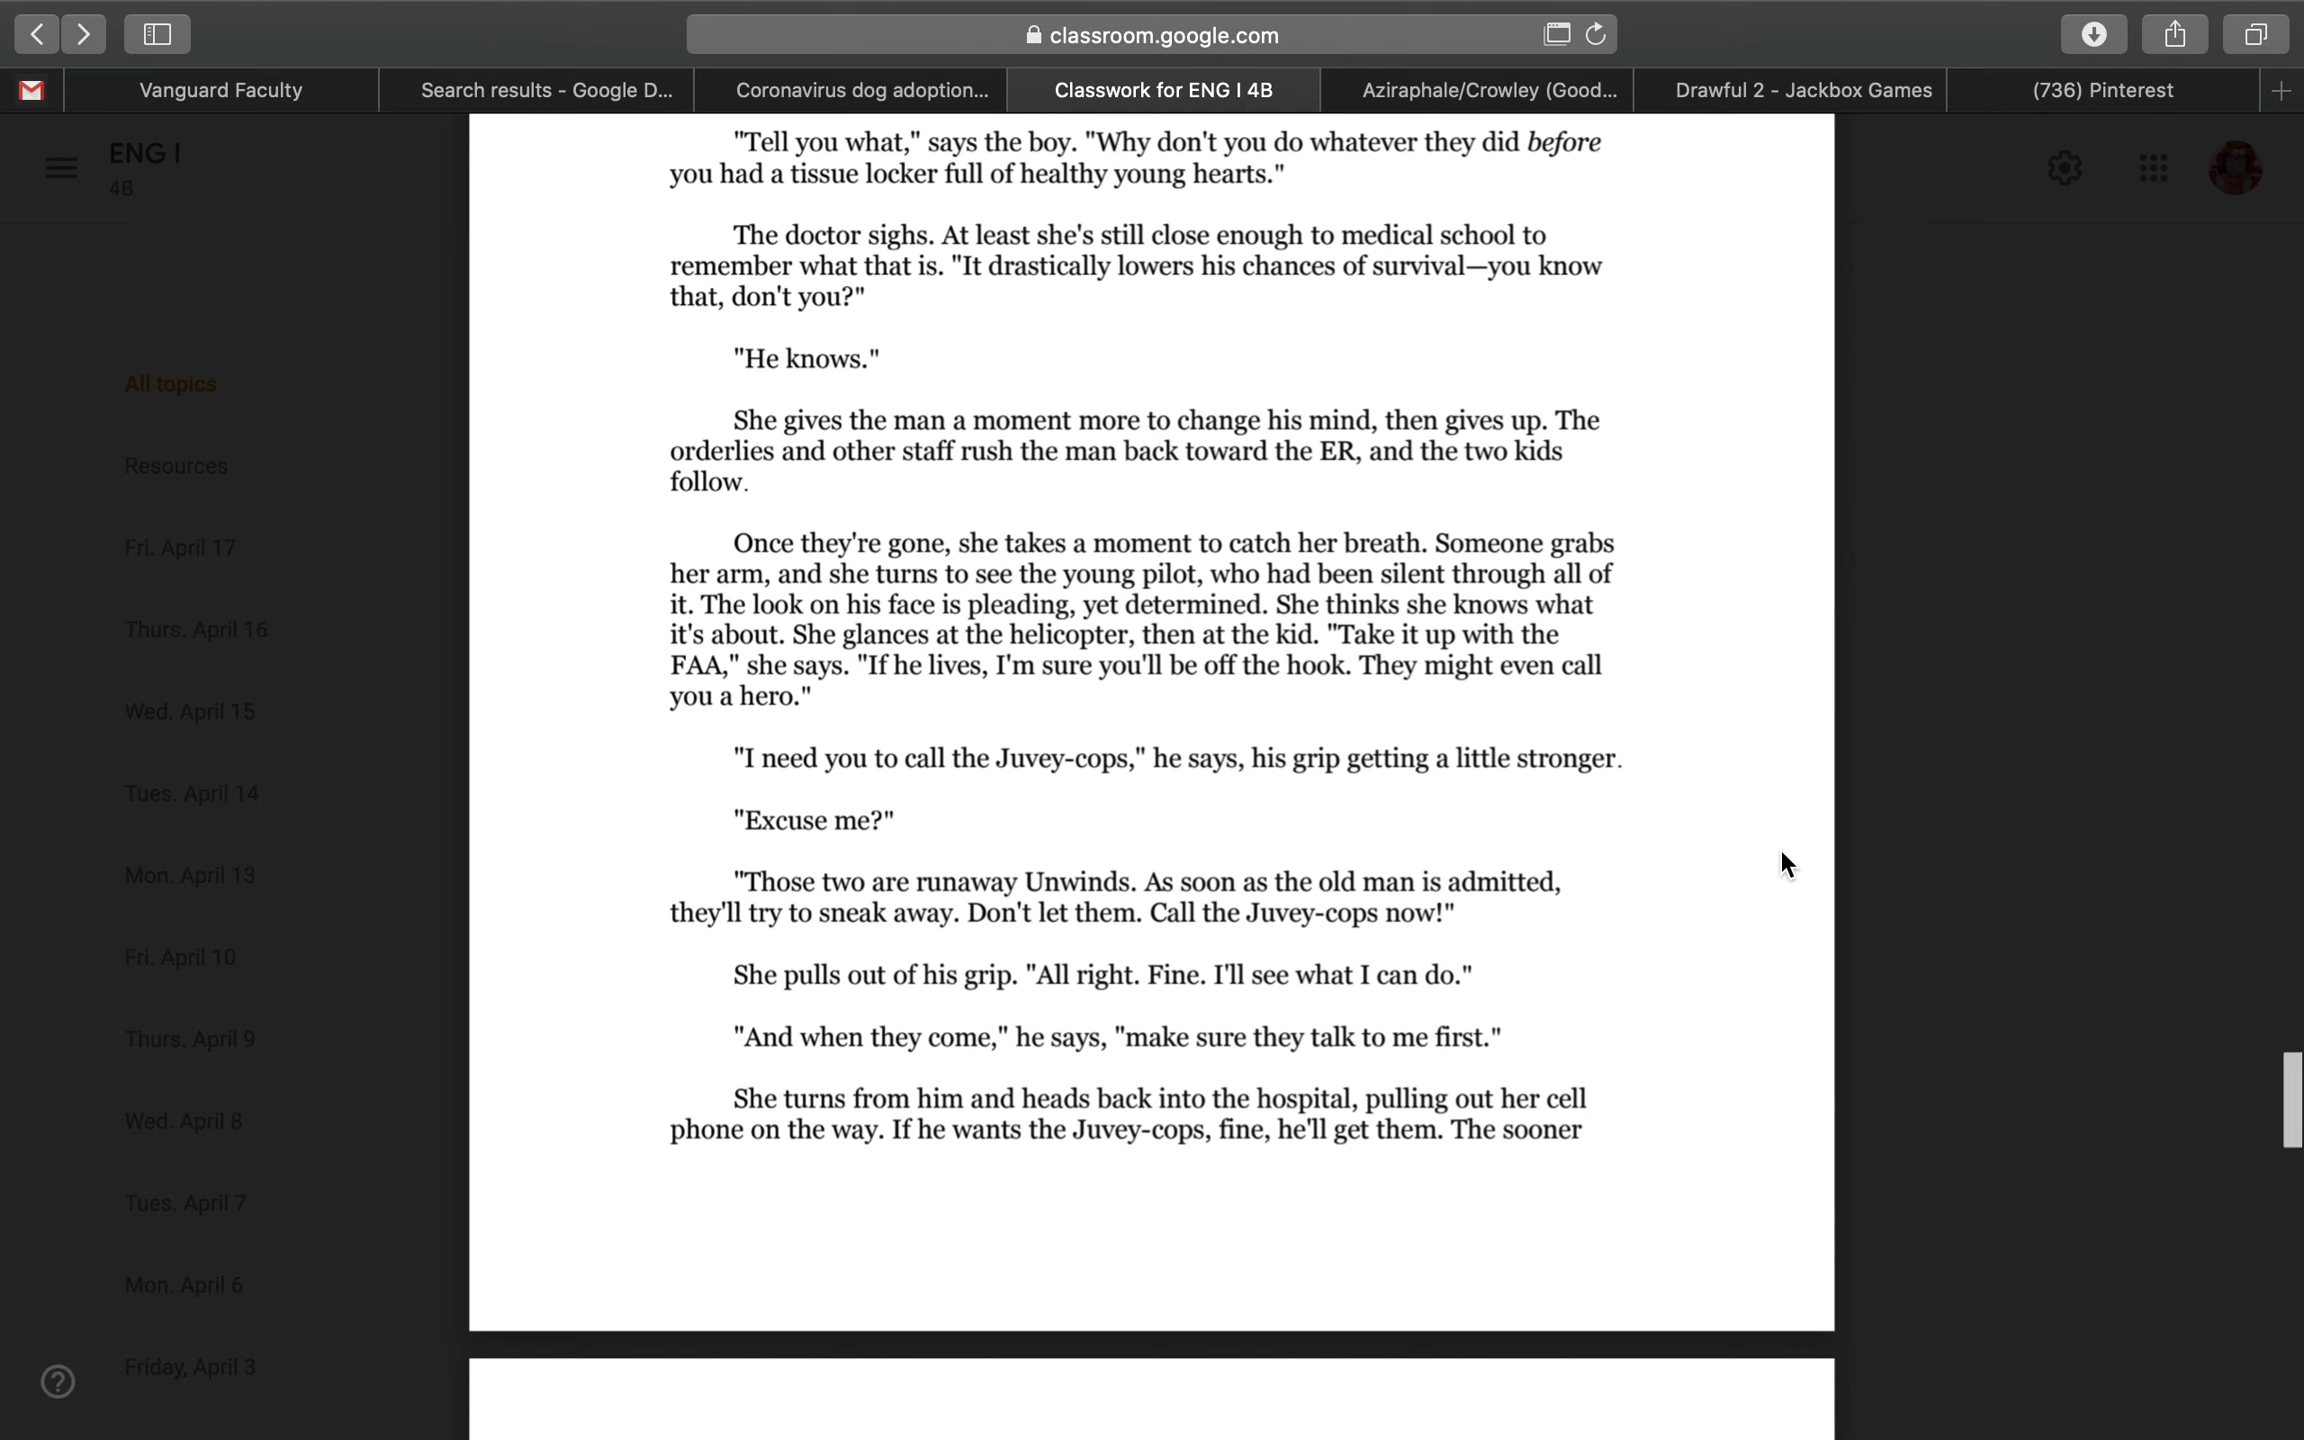 classroom.google.com
Vanguard Faculty
Search results - Google D...
Coronavirus dog adoption...
Classwork for ENG I 4B
Aziraphale/Crowley (Good...
Drawful 2 - Jackbox Games
(736) Pinterest
ENG I
4B
All topics
Resources
Fri. April 17
Thurs. April 16
Wed. April 15
Tues. April 14
Mon. April 13
Fri. April 10
Thurs. April 9
Wed. April 8
Tues. April 7
Mon. April 6
Friday, April 3
"Tell you what," says the boy. "Why don't you do whatever they did before
you had a tissue locker full of healthy young hearts."
The doctor sighs. At least she's still close enough to medical school to
remember what that is. "It drastically lowers his chances of survival—you know
that, don't you?"
"He knows."
She gives the man a moment more to change his mind, then gives up. The
orderlies and other staff rush the man back toward the ER, and the two kids
follow.
Once they're gone, she takes a moment to catch her breath. Someone grabs
her arm, and she turns to see the young pilot, who had been silent through all of
it. The look on his face is pleading, yet determined. She thinks she knows what
it's about. She glances at the helicopter, then at the kid. "Take it up with the
FAA," she says. "If he lives, I'm sure you'll be off the hook. They might even call
you a hero."
"I need you to call the Juvey-cops," he says, his grip getting a little stronger.
"Excuse me?"
"Those two are runaway Unwinds. As soon as the old man is admitted,
they'll try to sneak away. Don't let them. Call the Juvey-cops now!"
She pulls out of his grip. "All right. Fine. I'll see what I can do."
"And when they come," he says, "make sure they talk to me first."
She turns from him and heads back into the hospital, pulling out her cell
phone on the way. If he wants the Juvey-cops, fine, he'll get them. The sooner